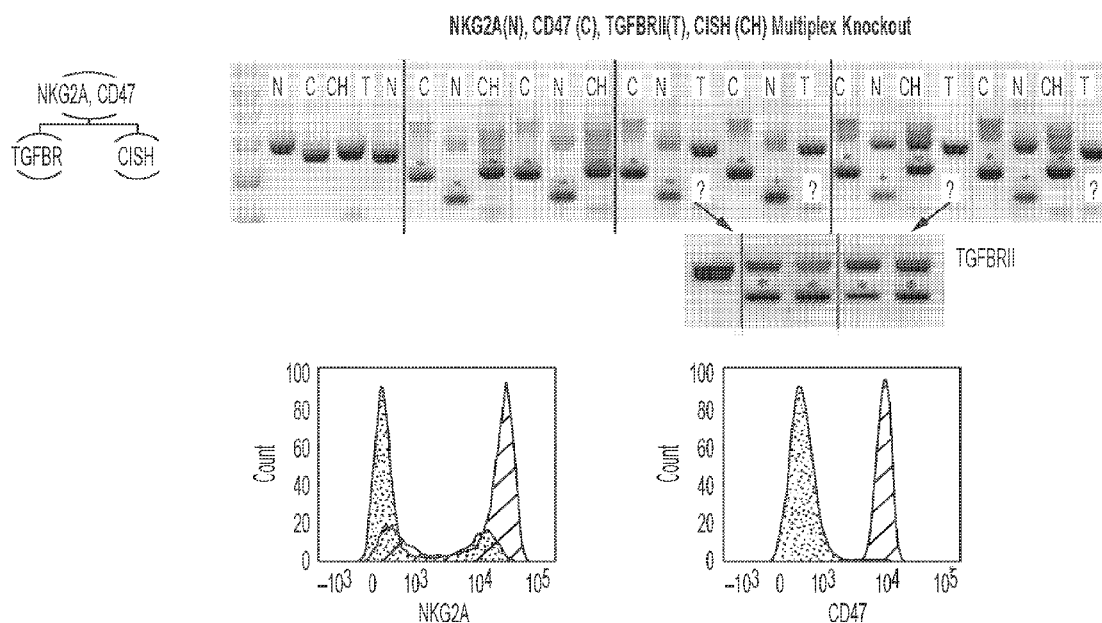 NKG2A(N), CD47 (C), TGFBRII(T), CISH (CH) Multiplex Knockout
NKG2A, CD47
TGFBR CISH
N C CH T N C N CH C N CH C N T C N T C N CH T C N CH T
? ? ? ?
TGFBRII
100
80
60
40
20
0
Count
–10³ 0 10³ 10⁴ 10⁵
NKG2A
100
80
60
40
20
0
Count
–10³ 0 10³ 10⁴ 10⁵
CD47